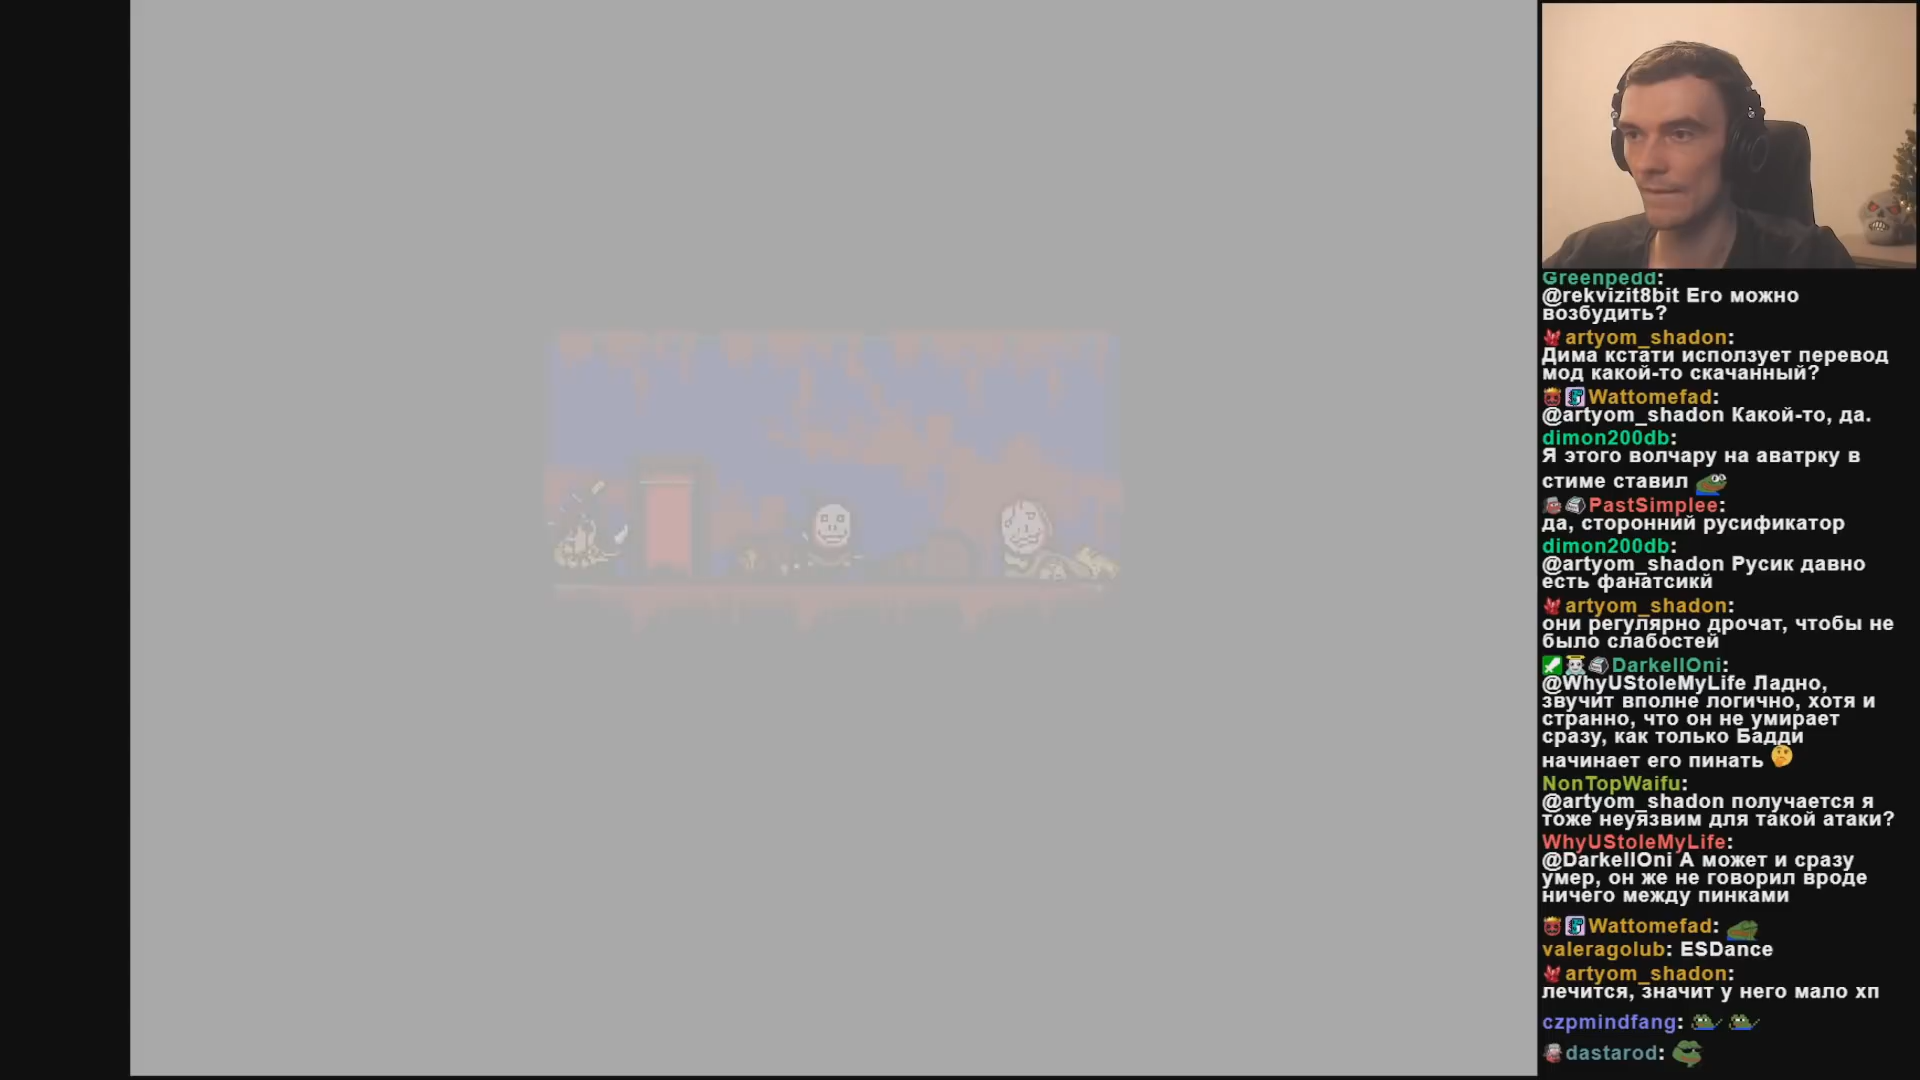 Greenpedd:
@rekvizit8bit Его можно
возбудить?
artyom_shadon:
Дима кстати исползует перевод
мод какой-то скачанный?
Wattomefad:
@artyom_shadon Какой-то, да.
dimon200db:
Я этого волчару на аватрку в
стиме ставил
PastSimplee:
да, сторонний русификатор
dimon200db:
@artyom_shadon Русик давно
есть фанатсикй
artyom_shadon:
они регулярно дрочат, чтобы не
было слабостей
DarkellOni:
@WhyUStoleMyLife Ладно,
звучит вполне логично, хотя и
странно, что он не умирает
сразу, как только Бадди
начинает его пинать
NonTopWaifu:
@artyom_shadon получается я
тоже неуязвим для такой атаки?
WhyUStoleMyLife:
@DarkellOni А может и сразу
умер, он же не говорил вроде
ничего между пинками
Wattomefad:
valeragolub: ESDance
artyom_shadon:
лечится, значит у него мало хп
czpmindfang:
dastarod: